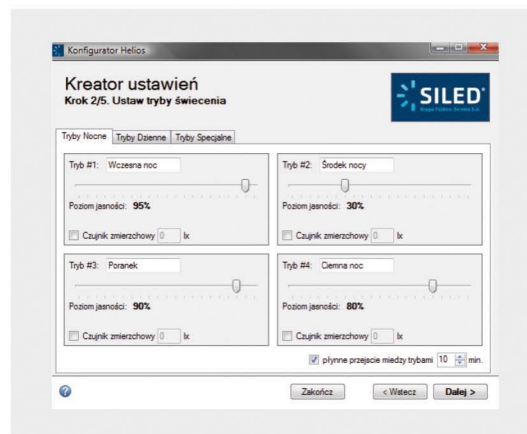 Konfigurator Helios
Kreator ustawień
Krok 2/5. Ustaw tryby świecenia
SILED
Tryby Nocne Tryby Dzienne Tryby Specjalne
Tryb #1: Wczesna noc
Poziom jasności: 95%
Czujnik zmierzchowy 0 lx
Tryb #2: Środek nocy
Poziom jasności: 30%
Czujnik zmierzchowy 0 lx
Tryb #3: Poranek
Poziom jasności: 90%
Czujnik zmierzchowy 0 lx
Tryb #4: Ciemna noc
Poziom jasności: 80%
Czujnik zmierzchowy 0 lx
płynne przejscie miedzy trybami 10 min.
Zakończ < Wstecz Dalej >